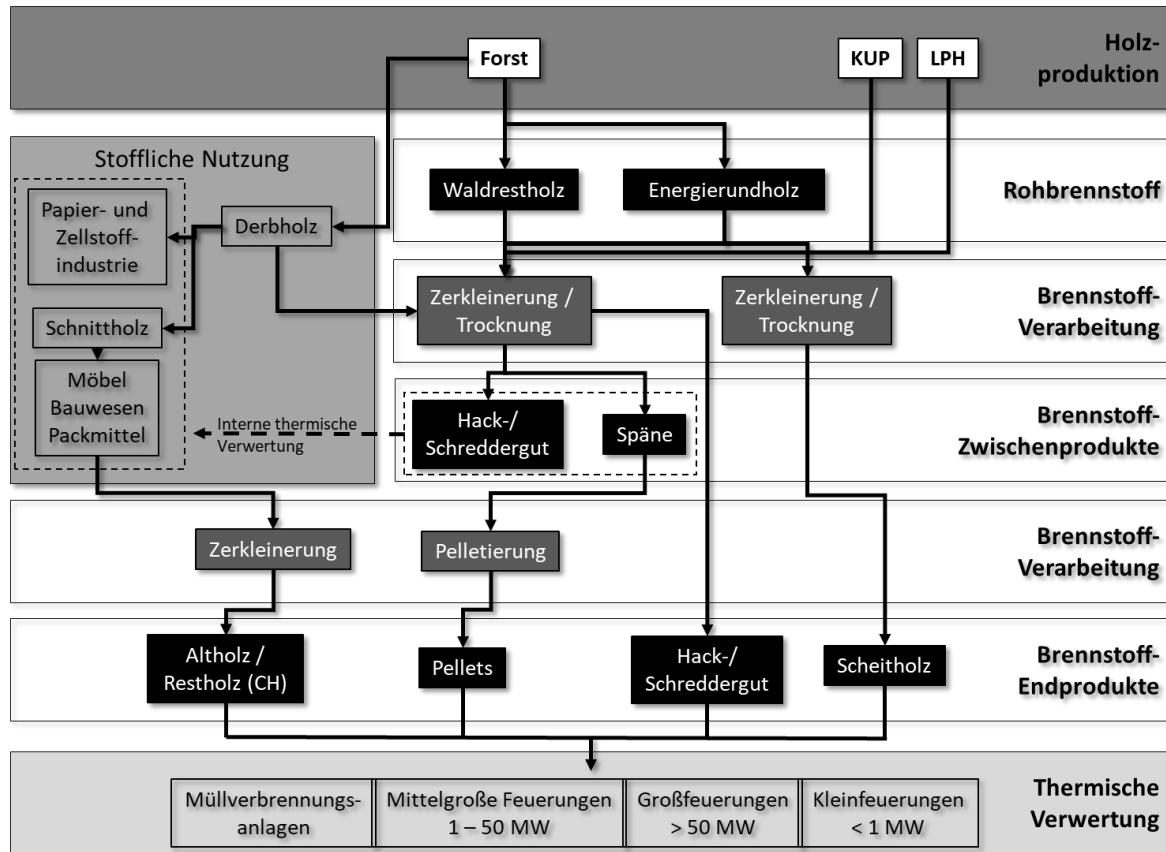 Forst
KUP
LPH
Holz-
produktion
Stoffliche Nutzung
Papier- und
Zellstoff-
industrie
Derbholz
Schnittholz
Möbel
Bauwesen
Packmittel
Waldrestholz
Energierundholz
Rohbrennstoff
Zerkleinerung /
Trocknung
Zerkleinerung /
Trocknung
Brennstoff-
Verarbeitung
Interne thermische
Verwertung
Hack-/
Schreddergut
Späne
Brennstoff-
Zwischenprodukte
Zerkleinerung
Pelletierung
Brennstoff-
Verarbeitung
Altholz /
Restholz (CH)
Pellets
Hack-/
Schreddergut
Scheitholz
Brennstoff-
Endprodukte
Müllverbrennungs-
anlagen
Mittelgroße Feuerungen
1 – 50 MW
Großfeuerungen
> 50 MW
Kleinfeuerungen
< 1 MW
Thermische
Verwertung